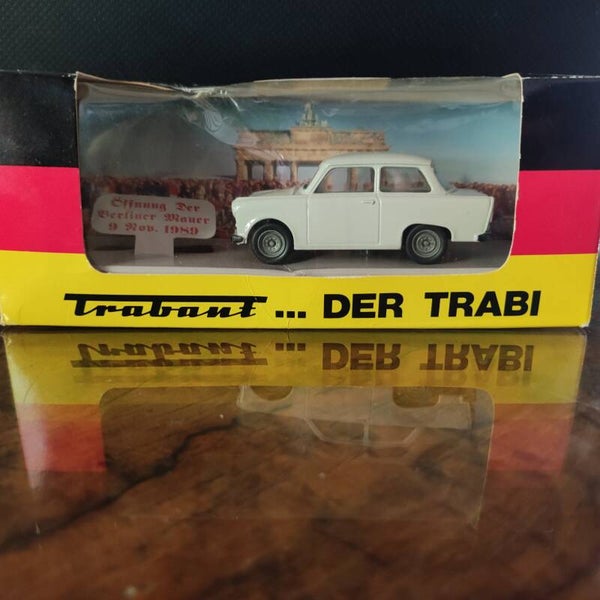 Öffnung Der
Berliner Mauer
9 Nov. 1989
Trabant ... DER TRABI